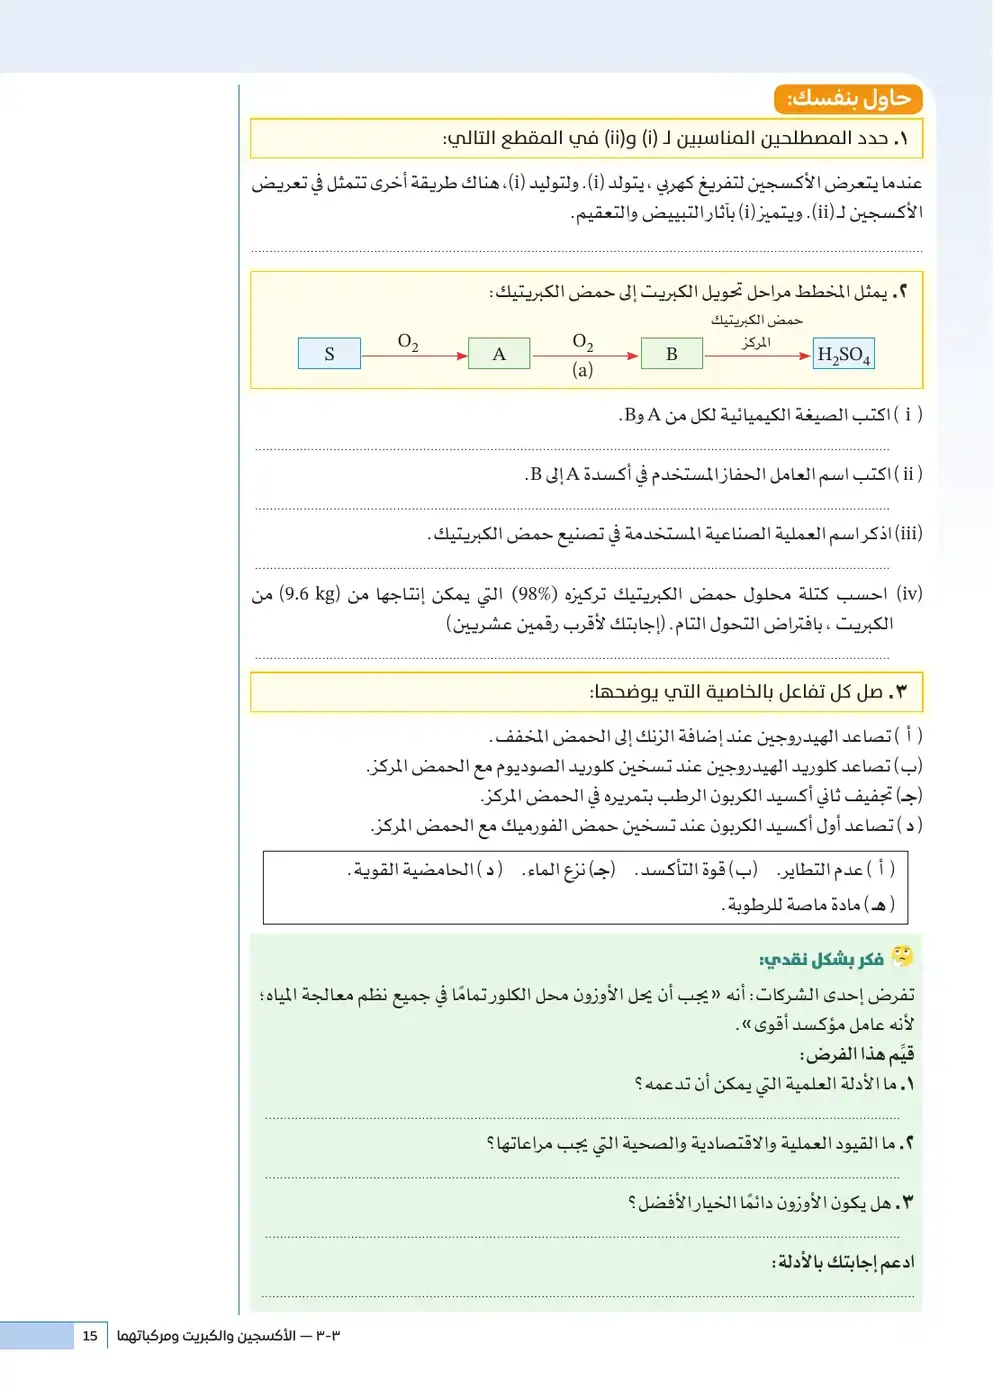 حاول بنفسك:
١. حدد المصطلحين المناسبين لـ (i) و(ii) في المقطع التالي:
عندما يتعرض الأكسجين لتفريغ كهربي، يتولد (i). ولتوليد (i)، هناك طريقة أخرى تتمثل في تعريض
الأكسجين لـ (ii). ويتميز (i) بآثار التبييض والتعقيم.
٢. يمثل المخطط مراحل تحويل الكبريت إلى حمض الكبريتيك:
S
O2
A
O2
(a)
B
حمض الكبريتيك
المركز
H2SO4
( i ) اكتب الصيغة الكيميائية لكل من A وB.
( ii ) اكتب اسم العامل الحفاز المستخدم في أكسدة A إلى B.
(iii) اذكر اسم العملية الصناعية المستخدمة في تصنيع حمض الكبريتيك.
(iv) احسب كتلة محلول حمض الكبريتيك تركيزه (98%) التي يمكن إنتاجها من (9.6 kg) من
الكبريت، بافتراض التحول التام. (إجابتك لأقرب رقمين عشريين)
٣. صل كل تفاعل بالخاصية التي يوضحها:
( أ ) تصاعد الهيدروجين عند إضافة الزنك إلى الحمض المخفف.
(ب) تصاعد كلوريد الهيدروجين عند تسخين كلوريد الصوديوم مع الحمض المركز.
(جـ) تجفيف ثاني أكسيد الكربون الرطب بتمريره في الحمض المركز.
( د ) تصاعد أول أكسيد الكربون عند تسخين حمض الفورميك مع الحمض المركز.
( أ ) عدم التطاير. (ب) قوة التأكسد. (جـ) نزع الماء. ( د ) الحامضية القوية.
( هـ ) مادة ماصة للرطوبة.
فكر بشكل نقدي:
تفرض إحدى الشركات: أنه «يجب أن يحل الأوزون محل الكلور تمامًا في جميع نظم معالجة المياه؛
لأنه عامل مؤكسد أقوى».
قيِّم هذا الفرض:
١. ما الأدلة العلمية التي يمكن أن تدعمه؟
٢. ما القيود العملية والاقتصادية والصحية التي يجب مراعاتها؟
٣. هل يكون الأوزون دائمًا الخيار الأفضل؟
ادعم إجابتك بالأدلة:
٣-٣ — الأكسجين والكبريت ومركباتهما 15